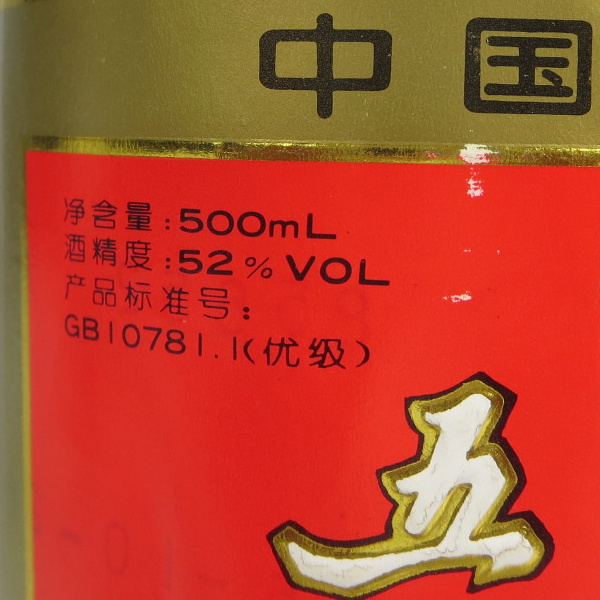 中国
净含量:500mL
酒精度:52%VOL
产品标准号:
GB10781.1(优级)
五